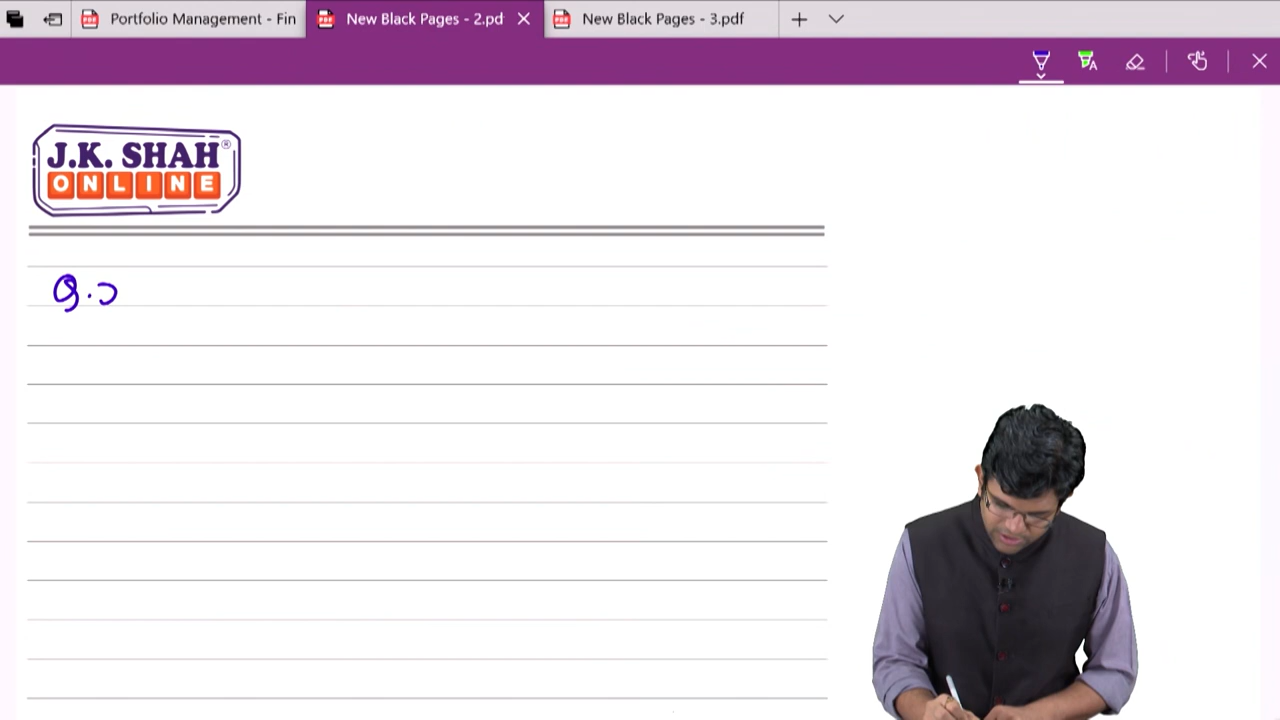 Portfolio Management - Fin
New Black Pages - 2.pd
New Black Pages - 3.pdf
J.K. SHAH®
ONLINE
Q.